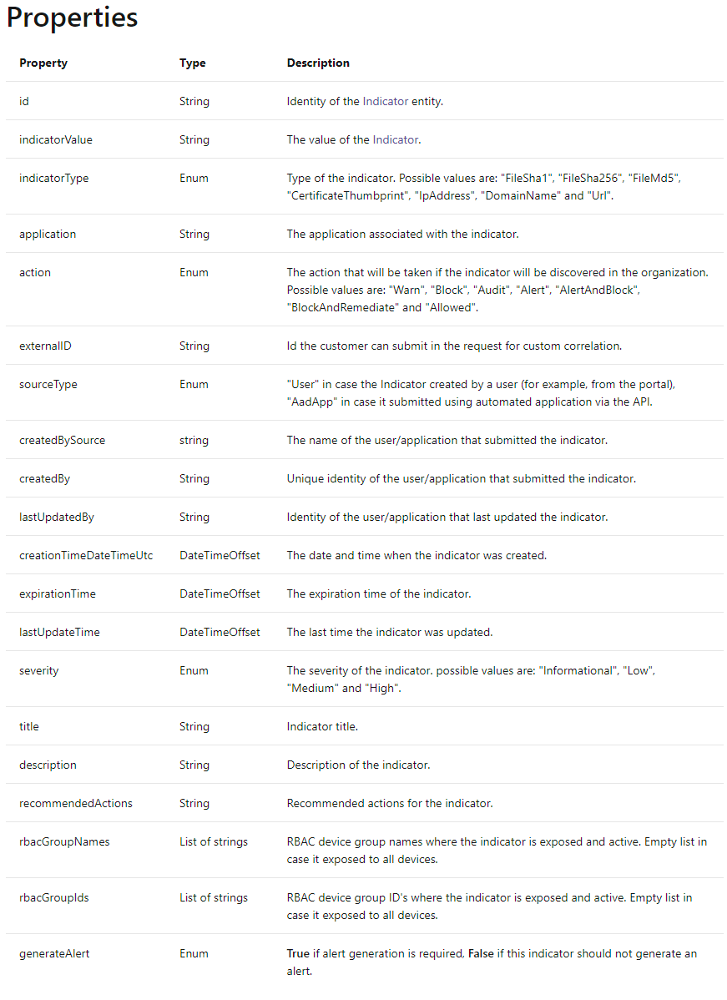 Properties
Property Type Description
id String Identity of the Indicator entity.
indicatorValue String The value of the Indicator.
indicatorType Enum Type of the indicator. Possible values are: "FileSha1", "FileSha256", "FileMd5",
"CertificateThumbprint", "IpAddress", "DomainName" and "Url".
application String The application associated with the indicator.
action Enum The action that will be taken if the indicator will be discovered in the organization.
Possible values are: "Warn", "Block", "Audit", "Alert", "AlertAndBlock",
"BlockAndRemediate" and "Allowed".
externalID String Id the customer can submit in the request for custom correlation.
sourceType Enum "User" in case the Indicator created by a user (for example, from the portal),
"AadApp" in case it submitted using automated application via the API.
createdBySource string The name of the user/application that submitted the indicator.
createdBy String Unique identity of the user/application that submitted the indicator.
lastUpdatedBy String Identity of the user/application that last updated the indicator.
creationTimeDateTimeUtc DateTimeOffset The date and time when the indicator was created.
expirationTime DateTimeOffset The expiration time of the indicator.
lastUpdateTime DateTimeOffset The last time the indicator was updated.
severity Enum The severity of the indicator. possible values are: "Informational", "Low",
"Medium" and "High".
title String Indicator title.
description String Description of the indicator.
recommendedActions String Recommended actions for the indicator.
rbacGroupNames List of strings RBAC device group names where the indicator is exposed and active. Empty list in
case it exposed to all devices.
rbacGroupIds List of strings RBAC device group ID's where the indicator is exposed and active. Empty list in
case it exposed to all devices.
generateAlert Enum True if alert generation is required, False if this indicator should not generate an
alert.